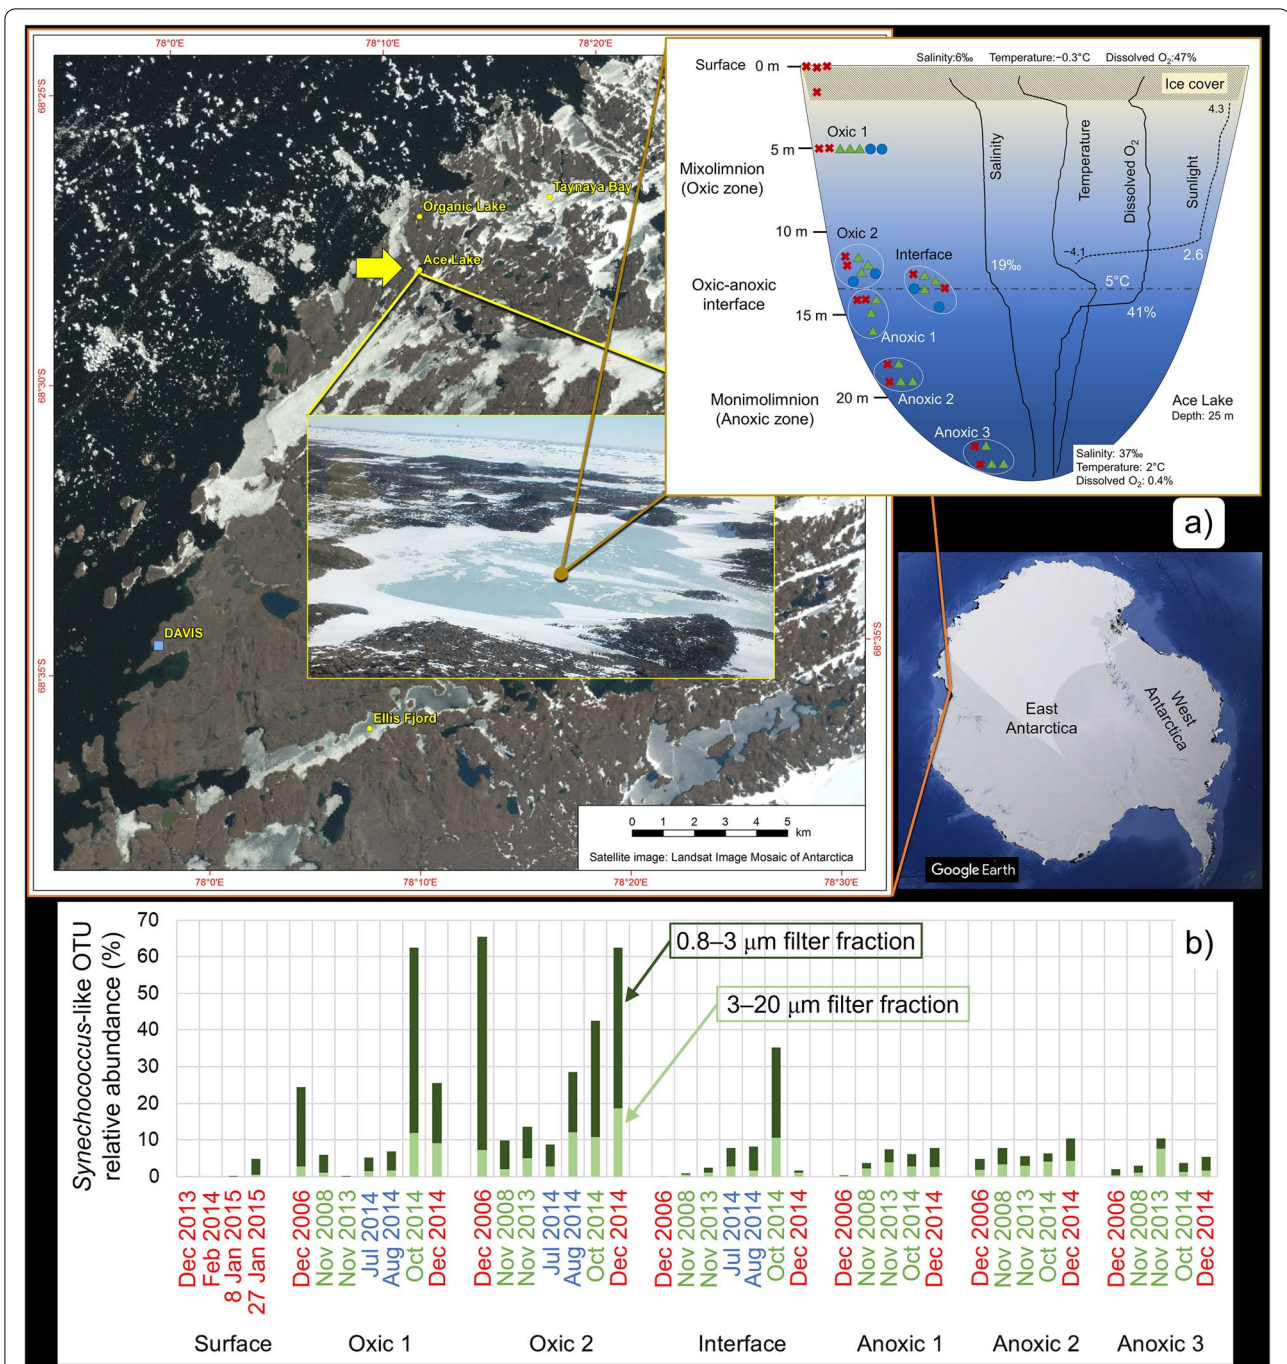 78°0'E
78°10'E
78°20'E
68°25'S
68°30'S
68°35'S
68°35'S
Taynaya Bay
Organic Lake
Ace Lake
DAVIS
Ellis Fjord
0 1 2 3 4 5
km
Satellite image: Landsat Image Mosaic of Antarctica
78°0'E
78°10'E
78°20'E
78°30'E
Salinity:6‰ Temperature:−0.3°C Dissolved O₂:47%
Surface 0 m
Ice cover
4.3
Oxic 1
5 m
Mixolimnion
(Oxic zone)
Salinity
Temperature
Dissolved O₂
Sunlight
10 m
Oxic 2
Interface
−4.1
2.6
19‰
5°C
Oxic-anoxic
interface
15 m
41%
Anoxic 1
Monimolimnion
(Anoxic zone)
20 m
Anoxic 2
Ace Lake
Depth: 25 m
Anoxic 3
Salinity: 37‰
Temperature: 2°C
Dissolved O₂: 0.4%
a)
East
Antarctica
West
Antarctica
Google Earth
b)
Synechococcus-like OTU
relative abundance (%)
70
60
50
40
30
20
10
0
0.8–3 µm filter fraction
3–20 µm filter fraction
Dec 2013
Feb 2014
8 Jan 2015
27 Jan 2015
Dec 2006
Nov 2008
Nov 2013
Jul 2014
Aug 2014
Oct 2014
Dec 2014
Dec 2006
Nov 2008
Nov 2013
Jul 2014
Aug 2014
Oct 2014
Dec 2014
Dec 2006
Nov 2008
Nov 2013
Jul 2014
Aug 2014
Oct 2014
Dec 2014
Dec 2006
Nov 2008
Nov 2013
Oct 2014
Dec 2014
Dec 2006
Nov 2008
Nov 2013
Oct 2014
Dec 2014
Dec 2006
Nov 2008
Nov 2013
Oct 2014
Dec 2014
Surface
Oxic 1
Oxic 2
Interface
Anoxic 1
Anoxic 2
Anoxic 3